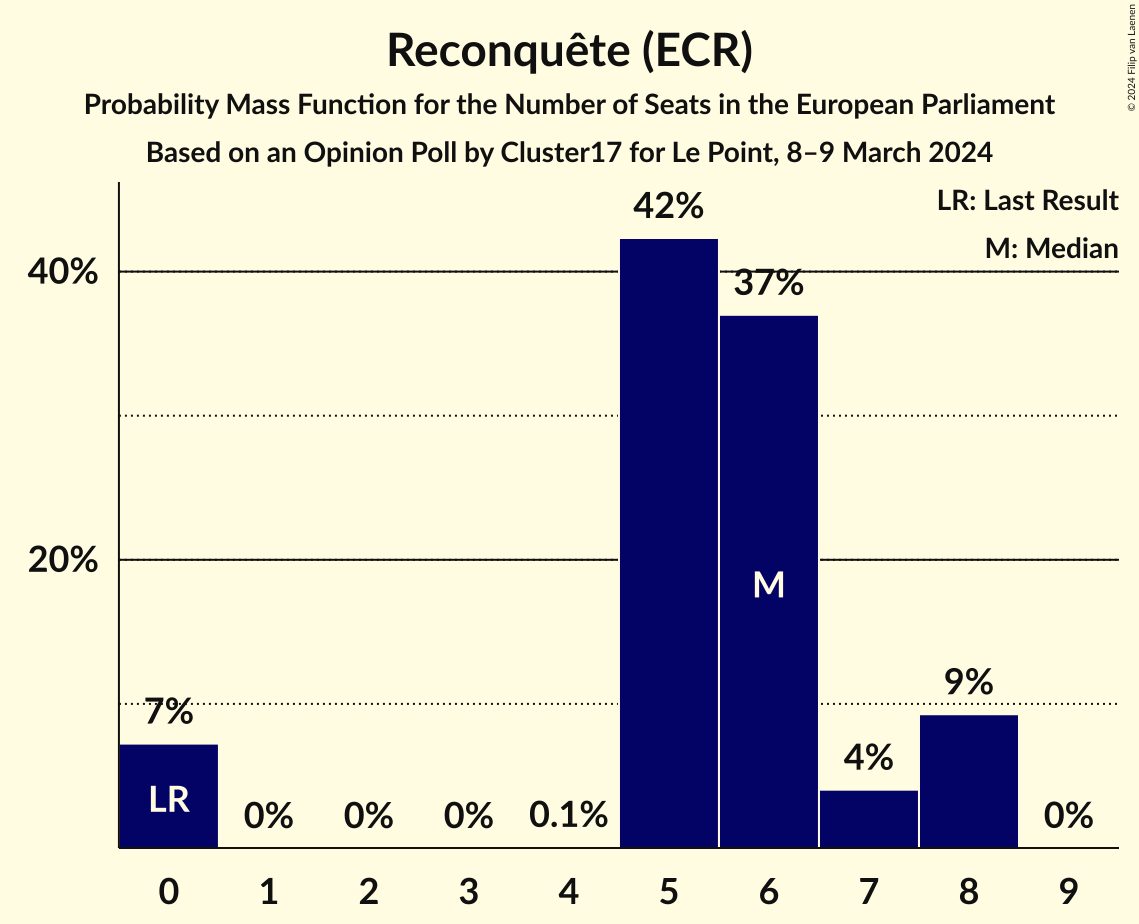 Reconquête (ECR)
Probability Mass Function for the Number of Seats in the European Parliament
Based on an Opinion Poll by Cluster17 for Le Point, 8–9 March 2024
© 2024 Filip van Laenen
LR: Last Result
M: Median
42%
40%
37%
20%
M
9%
7%
4%
LR
0%
0%
0%
0.1%
0%
0 1 2 3 4 5 6 7 8 9